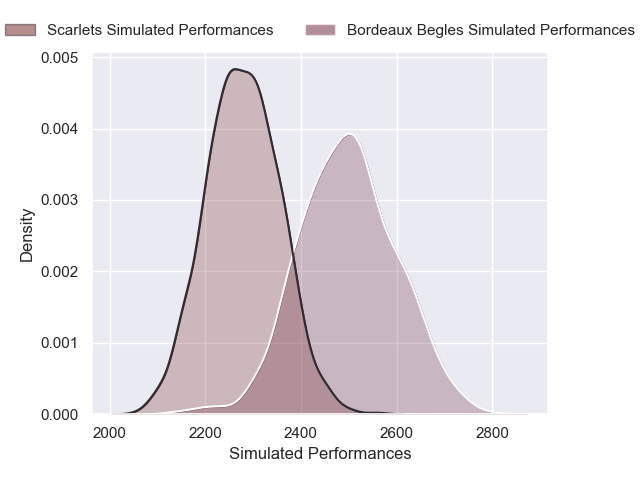 Scarlets Simulated Performances Bordeaux Begles Simulated Performances
0.005
0.004
0.003
0.002
0.001
0.000
Density
2000 2200 2400 2600 2800
Simulated Performances